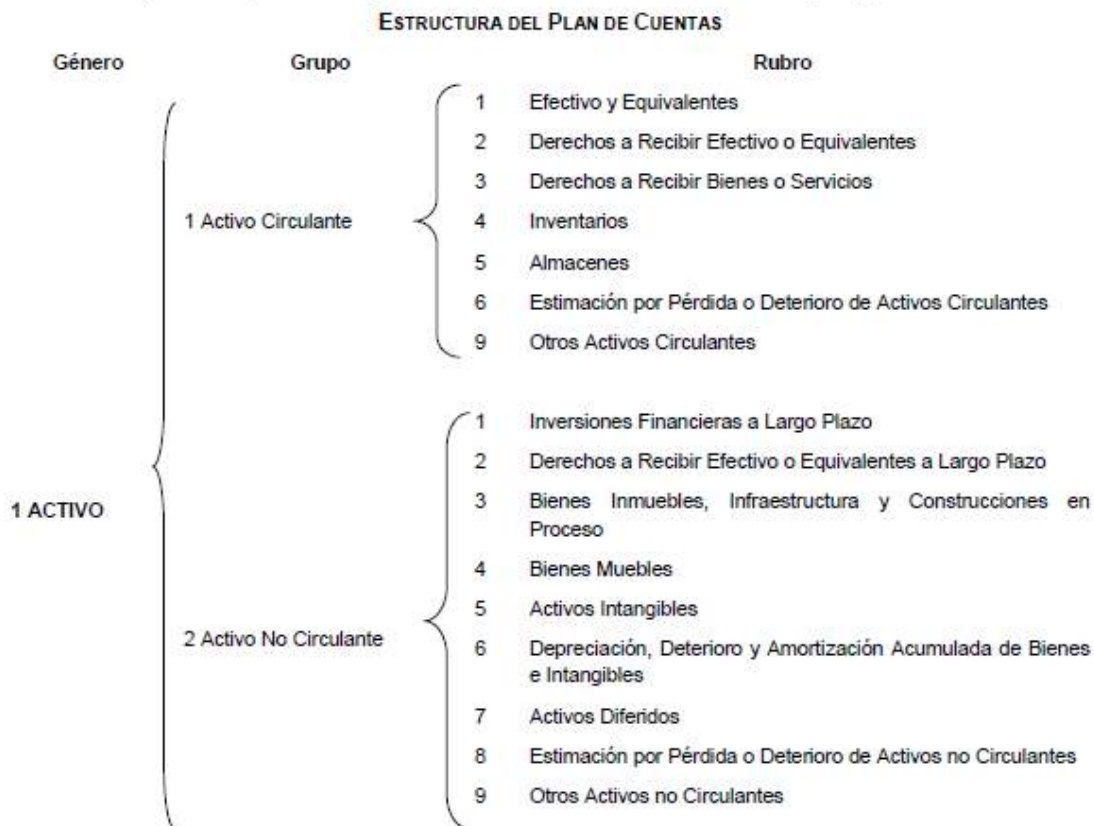 ESTRUCTURA DEL PLAN DE CUENTAS
Género Grupo Rubro
1 ACTIVO
1 Activo Circulante
1 Efectivo y Equivalentes
2 Derechos a Recibir Efectivo o Equivalentes
3 Derechos a Recibir Bienes o Servicios
4 Inventarios
5 Almacenes
6 Estimación por Pérdida o Deterioro de Activos Circulantes
9 Otros Activos Circulantes
2 Activo No Circulante
1 Inversiones Financieras a Largo Plazo
2 Derechos a Recibir Efectivo o Equivalentes a Largo Plazo
3 Bienes Inmuebles, Infraestructura y Construcciones en
Proceso
4 Bienes Muebles
5 Activos Intangibles
6 Depreciación, Deterioro y Amortización Acumulada de Bienes
e Intangibles
7 Activos Diferidos
8 Estimación por Pérdida o Deterioro de Activos no Circulantes
9 Otros Activos no Circulantes